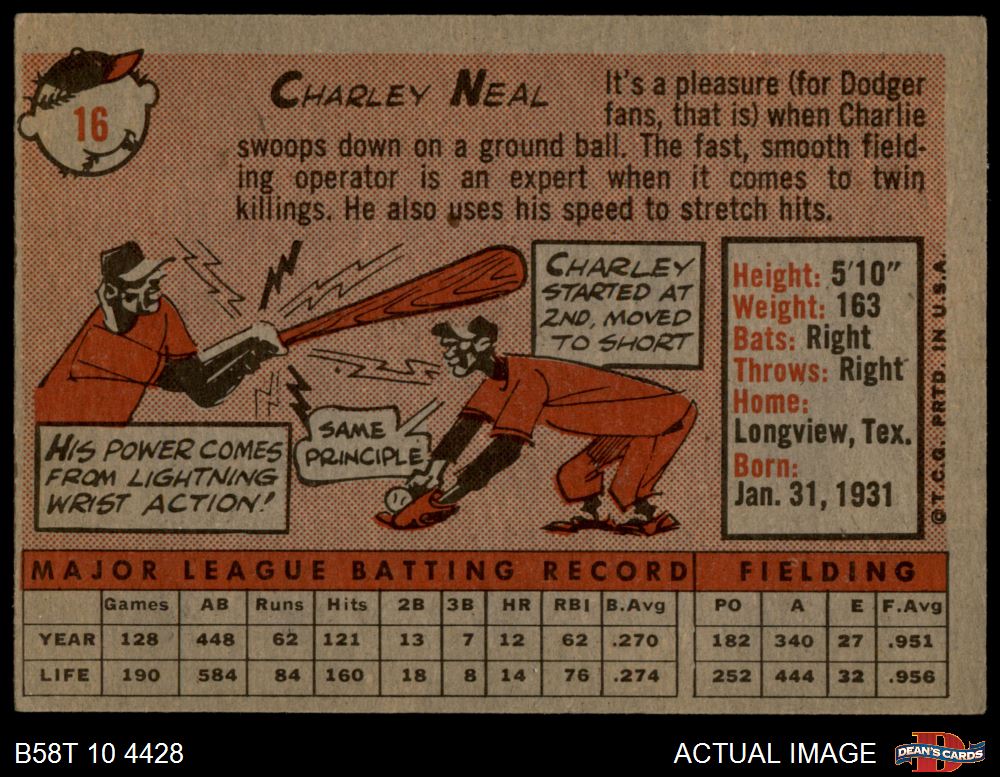 16
CHARLEY NEAL
It's a pleasure (for Dodger
fans, that is) when Charlie
swoops down on a ground ball. The fast, smooth field-
ing operator is an expert when it comes to twin
killings. He also uses his speed to stretch hits.
CHARLEY
STARTED AT
2ND, MOVED
TO SHORT
HIS POWER COMES
FROM LIGHTNING
WRIST ACTION!
SAME
PRINCIPLE
Height: 5'10"
Weight: 163
Bats: Right
Throws: Right
Home:
Longview, Tex.
Born:
Jan. 31, 1931
© T.C.G. PRTD. IN U.S.A.
MAJOR LEAGUE BATTING RECORD FIELDING
Games AB Runs Hits 2B 3B HR RBI B.Avg PO A E F.Avg
YEAR 128 448 62 121 13 7 12 62 .270 182 340 27 .951
LIFE 190 584 84 160 18 8 14 76 .274 252 444 32 .956
B58T 10 4428 ACTUAL IMAGE
D
DEAN'S CARDS